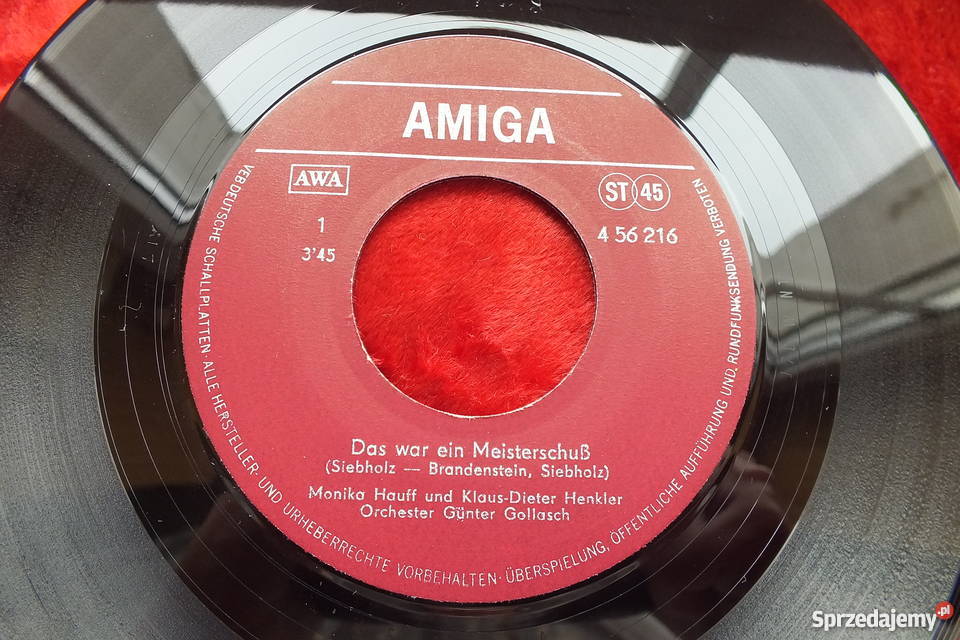 AMIGA
AWA
ST 45
1
4 56 216
3'45
Das war ein Meisterschuß
(Siebholz — Brandenstein, Siebholz)
Monika Hauff und Klaus-Dieter Henkler
Orchester Günter Gollasch
VEB DEUTSCHE SCHALLPLATTEN · ALLE HERSTELLER- UND URHEBERRECHTE VORBEHALTEN · ÜBERSPIELUNG, ÖFFENTLICHE AUFFÜHRUNG UND RUNDFUNKSENDUNG VERBOTEN
Sprzedajemy.pl